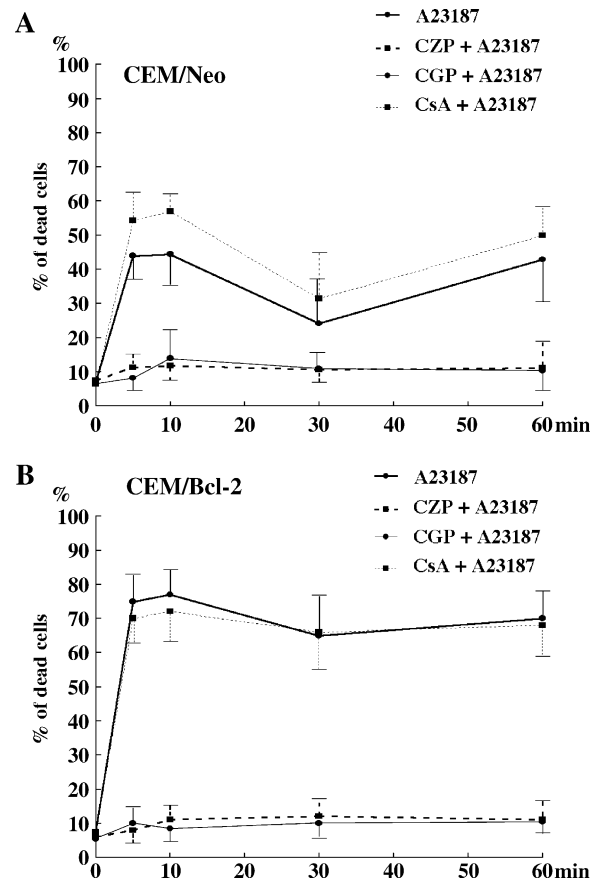 A
%
CEM/Neo
A23187
CZP + A23187
CGP + A23187
CsA + A23187
% of dead cells
100
90
80
70
60
50
40
30
20
10
0
0 10 20 30 40 50 60 min
B
%
CEM/Bcl-2
A23187
CZP + A23187
CGP + A23187
CsA + A23187
% of dead cells
100
90
80
70
60
50
40
30
20
10
0
0 10 20 30 40 50 60 min